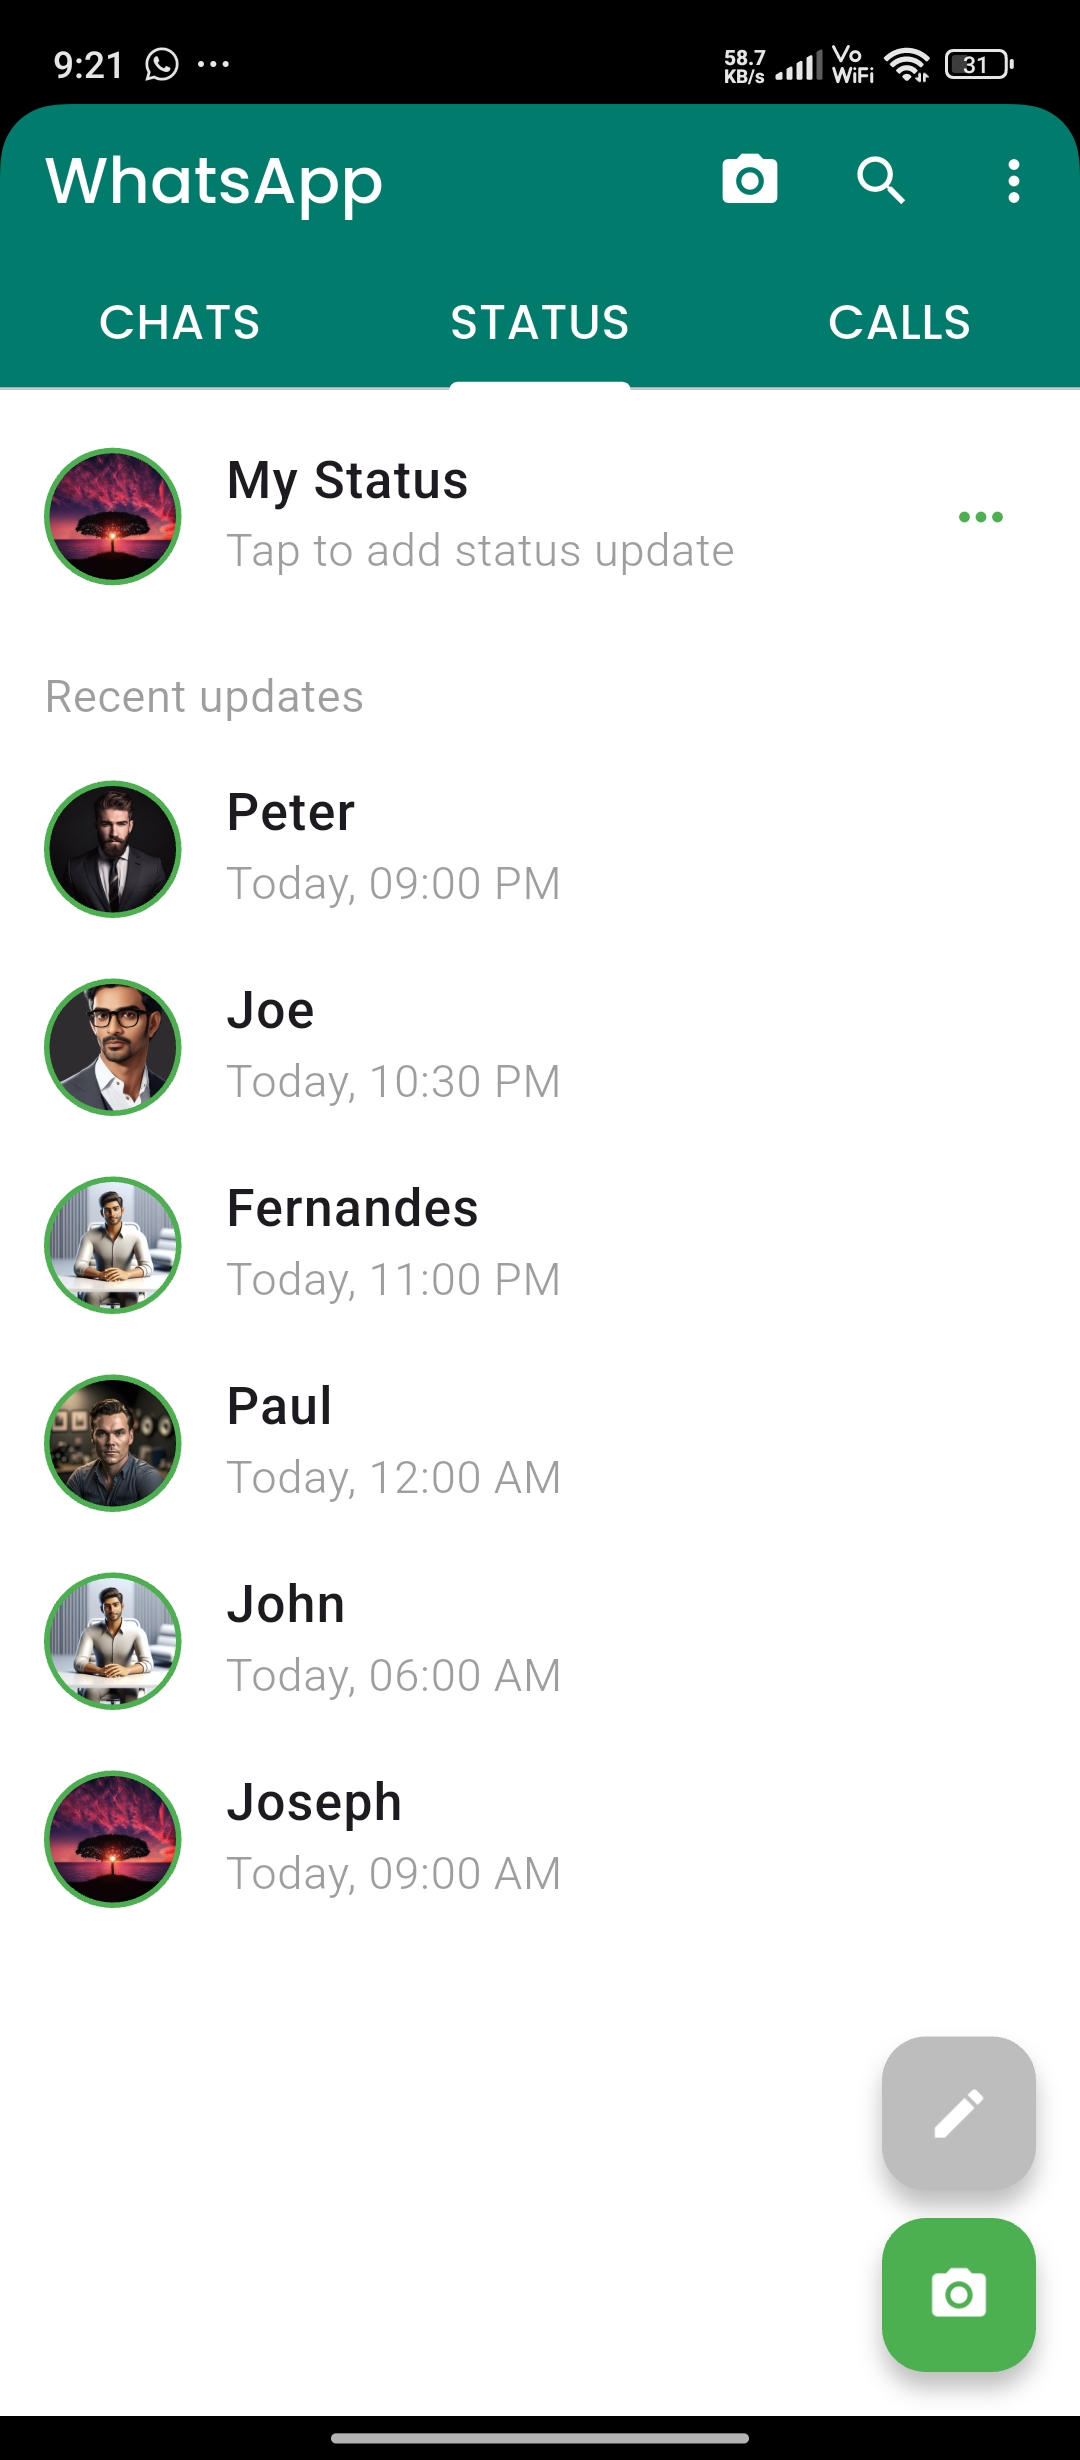 9:21 ... 58.7 KB/s Vo WiFi 31
WhatsApp
CHATS STATUS CALLS
My Status
Tap to add status update
Recent updates
Peter
Today, 09:00 PM
Joe
Today, 10:30 PM
Fernandes
Today, 11:00 PM
Paul
Today, 12:00 AM
John
Today, 06:00 AM
Joseph
Today, 09:00 AM